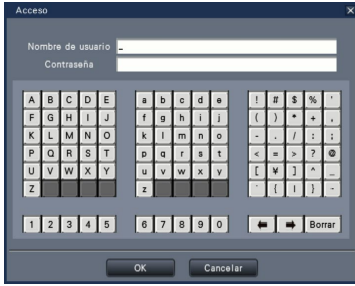 Acceso
Nombre de usuario _
Contraseña
A B C D E a b c d e ! # $ % '
F G H I J f g h i j ( ) * + ,
K L M N O k l m n o - . / : ;
P Q R S T p q r s t < = > ? @
U V W X Y u v w x y [ ¥ ] ^ _
Z z ` { | } -
1 2 3 4 5 6 7 8 9 0 ← → Borrar
OK Cancelar